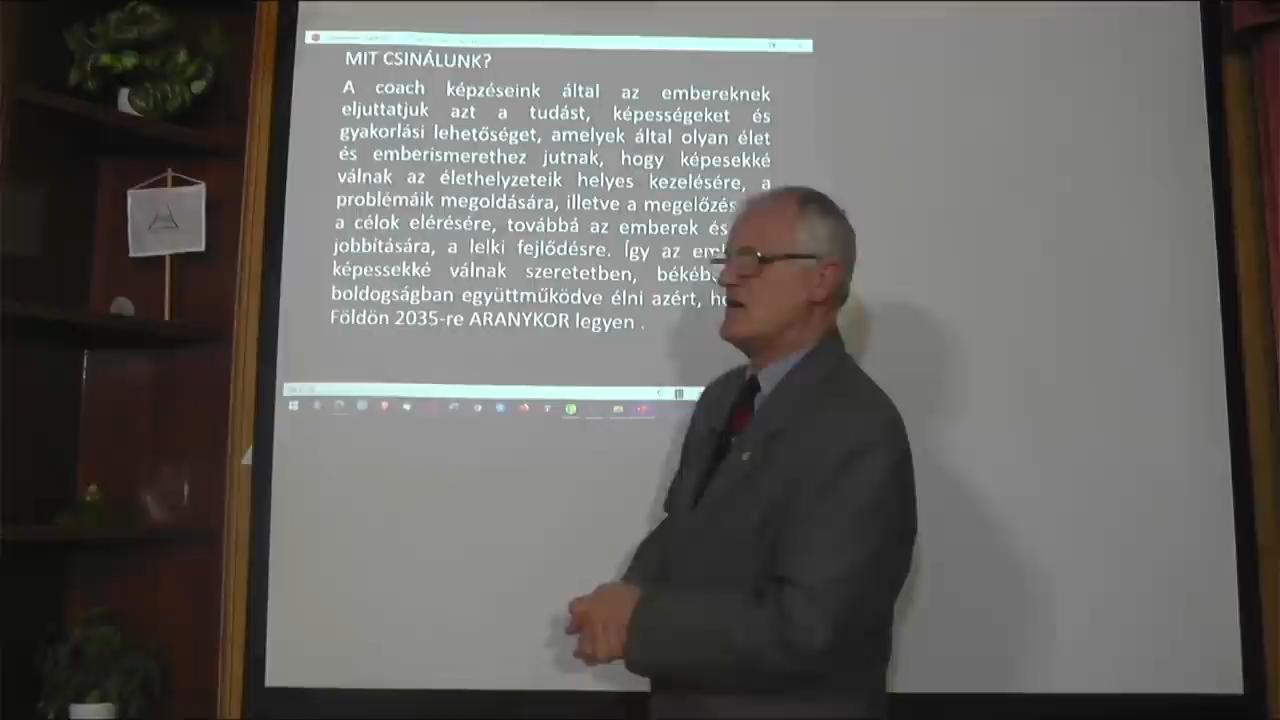 MIT CSINÁLUNK?
A coach képzéseink által az embereknek
eljuttatjuk azt a tudást, képességeket és
gyakorlási lehetőséget, amelyek által olyan élet
és emberismerethez jutnak, hogy képesekké
válnak az élethelyzeteik helyes kezelésére, a
problémáik megoldására, illetve a megelőzés
a célok elérésére, továbbá az emberek és
jobbítására, a lelki fejlődésre. Így az
képessekké válnak szeretetben,
boldogságban együttműködve élni azért,
Földön 2035-re ARANYKOR legyen .